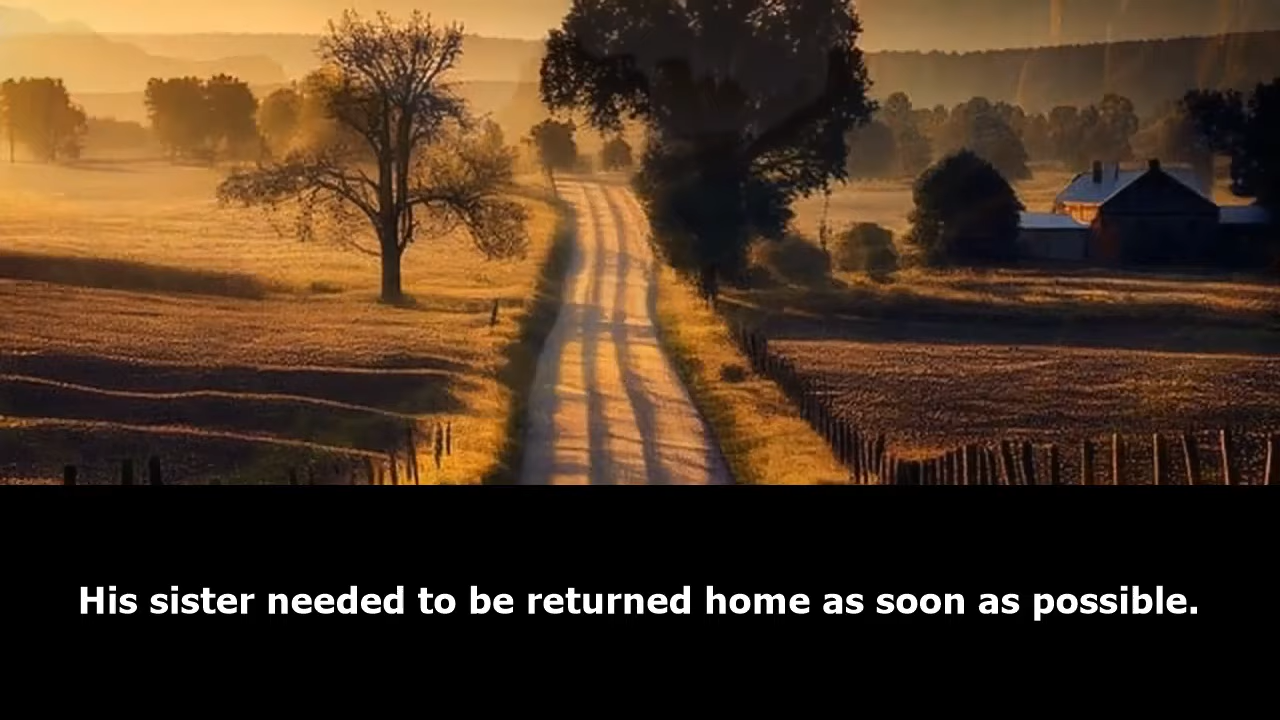 His sister needed to be returned home as soon as possible.